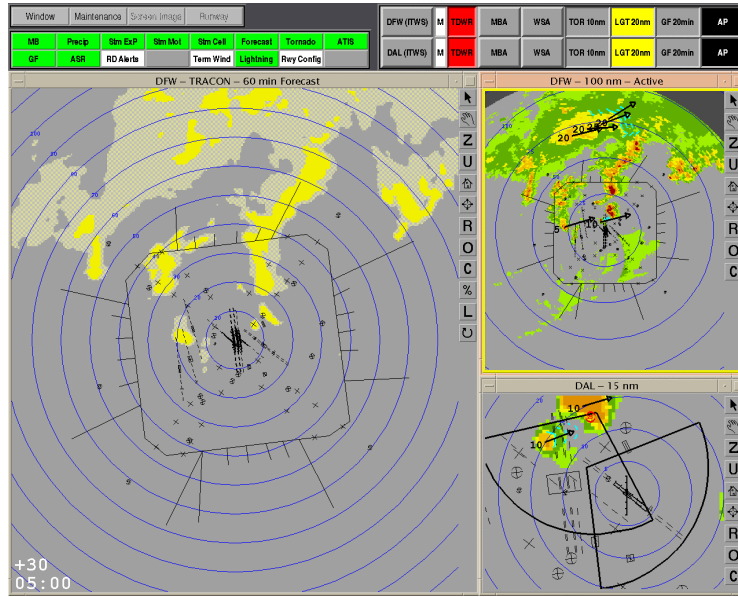 Window Maintenance Screen Image Runway
MB Precip Stm ExP Stm Mot Stm Cell Forecast Tornado ATIS
GF ASR RD Alerts Term Wind Lightning Rwy Config
DFW (ITWS) M TDWR MBA WSA TOR 10nm LGT 20nm GF 20min AP
DAL (ITWS) M TDWR MBA WSA TOR 10nm LGT 20nm GF 20min AP
DFW – TRACON – 60 min Forecast
Z
U
R
O
C
%
L
+30
05:00
DFW – 100 nm – Active
20 20 25
5 10
Z
U
R
O
C
DAL – 15 nm
10
10
Z
U
R
O
C